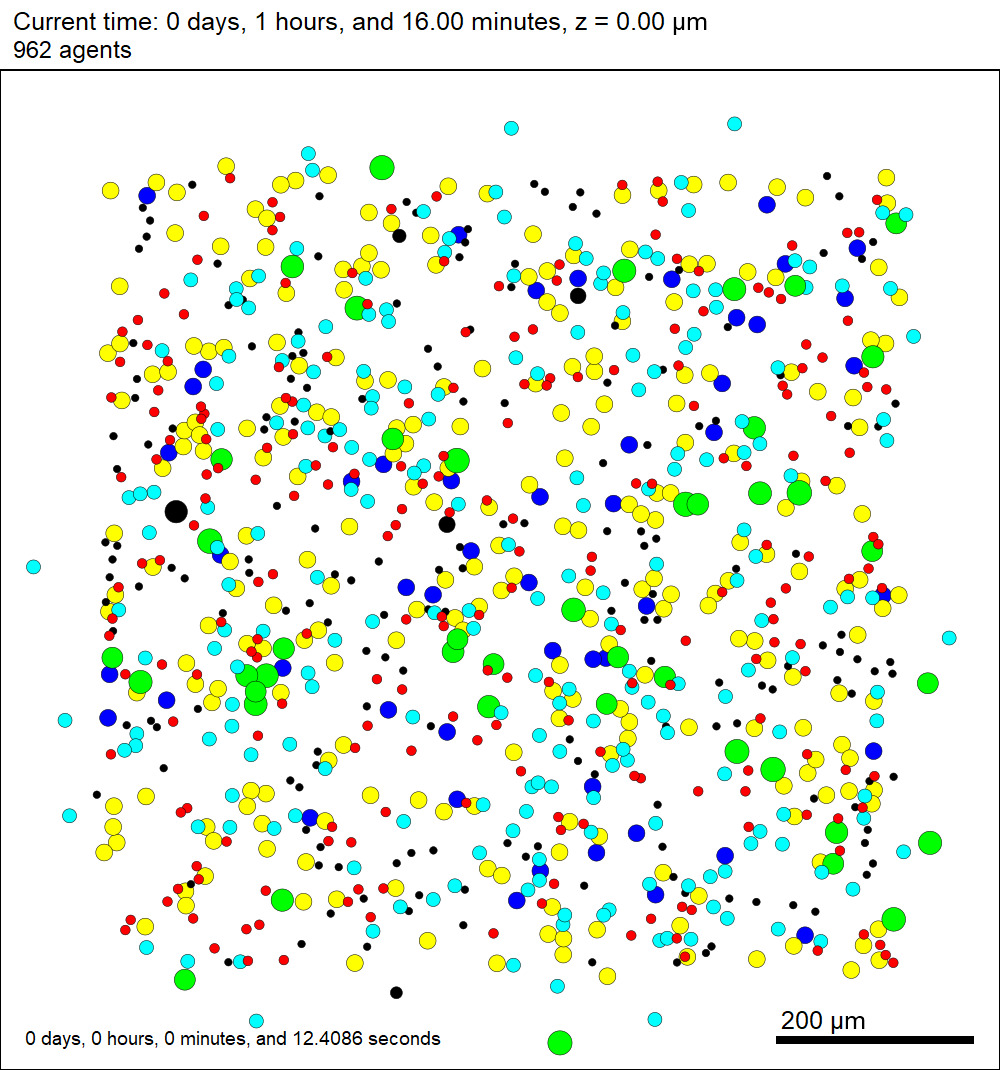 Current time: 0 days, 1 hours, and 16.00 minutes, z = 0.00 µm
962 agents
200 µm
0 days, 0 hours, 0 minutes, and 12.4086 seconds